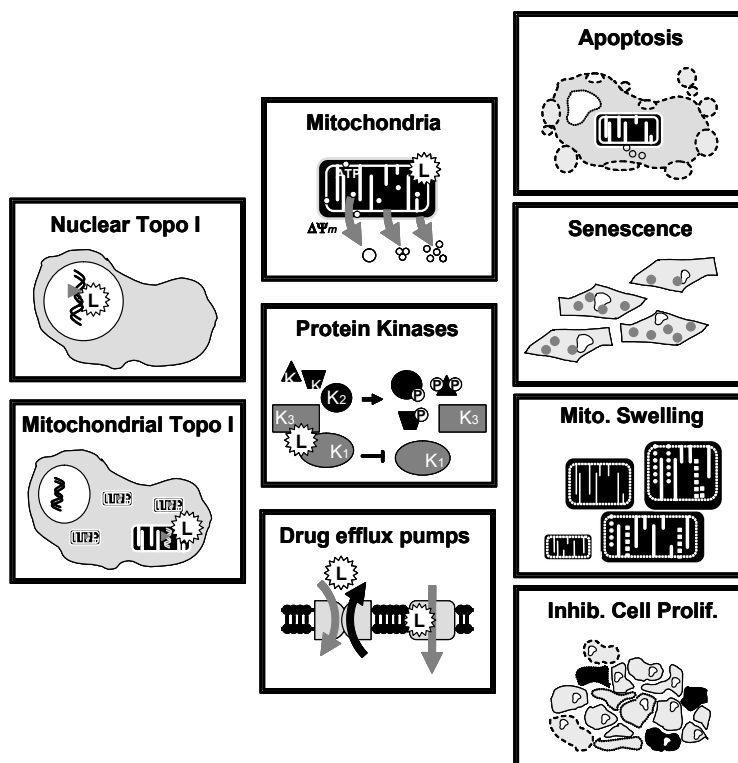 Nuclear Topo I
L
Mitochondrial Topo I
L
Mitochondria
ATP
L
ΔΨm
Protein Kinases
K
K
K2
P
P P
K3
P
K3
L
K1
K1
Drug efflux pumps
L
L
Apoptosis
Senescence
Mito. Swelling
Inhib. Cell Prolif.